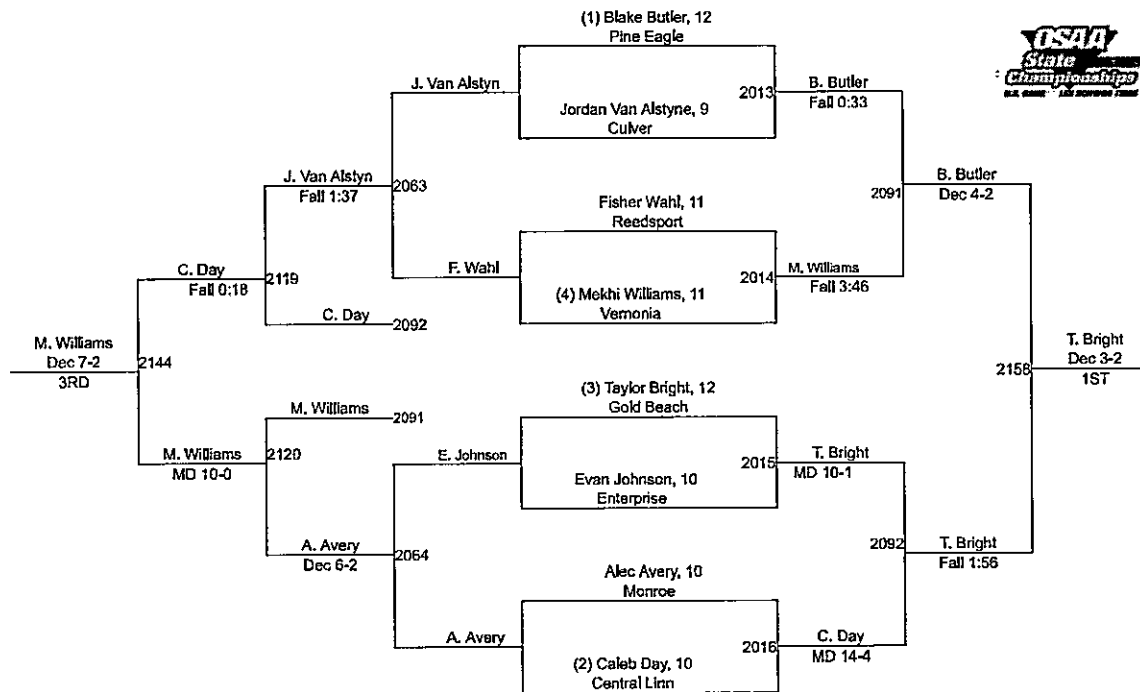 (1) Blake Butler, 12
Pine Eagle
OSAA
State
Championships
J. Van Alstyn
2013
B. Butler
Fall 0:33
Jordan Van Alstyne, 9
Culver
J. Van Alstyn
Fall 1:37
2063
2091
B. Butler
Dec 4-2
Fisher Wahl, 11
Reedsport
F. Wahl
2014
M. Williams
Fall 3:46
C. Day
Fall 0:18
2119
(4) Mekhi Williams, 11
Vernonia
C. Day
2092
M. Williams
Dec 7-2
3RD
2144
2158
T. Bright
Dec 3-2
1ST
(3) Taylor Bright, 12
Gold Beach
M. Williams
2091
M. Williams
MD 10-0
2120
E. Johnson
2015
T. Bright
MD 10-1
Evan Johnson, 10
Enterprise
A. Avery
Dec 6-2
2064
2092
T. Bright
Fall 1:56
Alec Avery, 10
Monroe
A. Avery
2016
C. Day
MD 14-4
(2) Caleb Day, 10
Central Linn